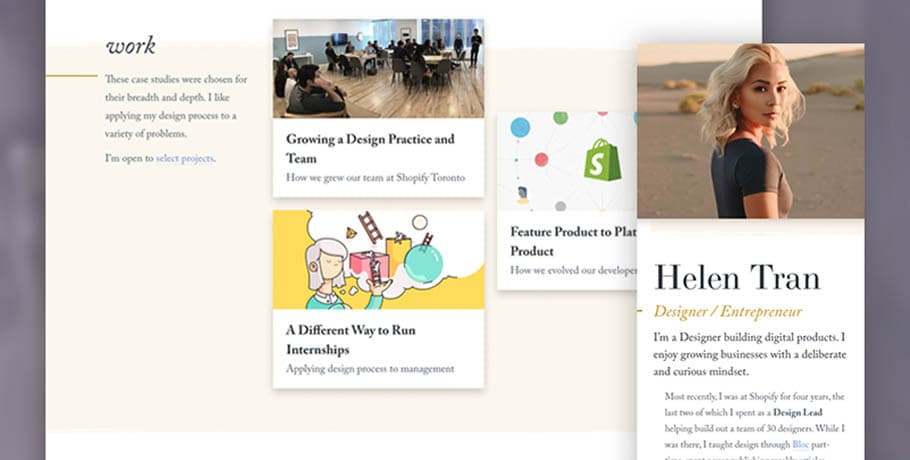 work
These case studies were chosen for
their breadth and depth. I like
applying my design process to a
variety of problems.
I'm open to select projects.
Growing a Design Practice and
Team
How we grew our team at Shopify Toronto
A Different Way to Run
Internships
Applying design process to management
S
Feature Product to Plat
Product
How we evolved our develope
Helen Tran
Designer / Entrepreneur
I'm a Designer building digital products. I
enjoy growing businesses with a deliberate
and curious mindset.
Most recently, I was at Shopify for four years, the
last two of which I spent as a Design Lead
helping build out a team of 30 designers. While I
was there, I taught design through Bloc part-